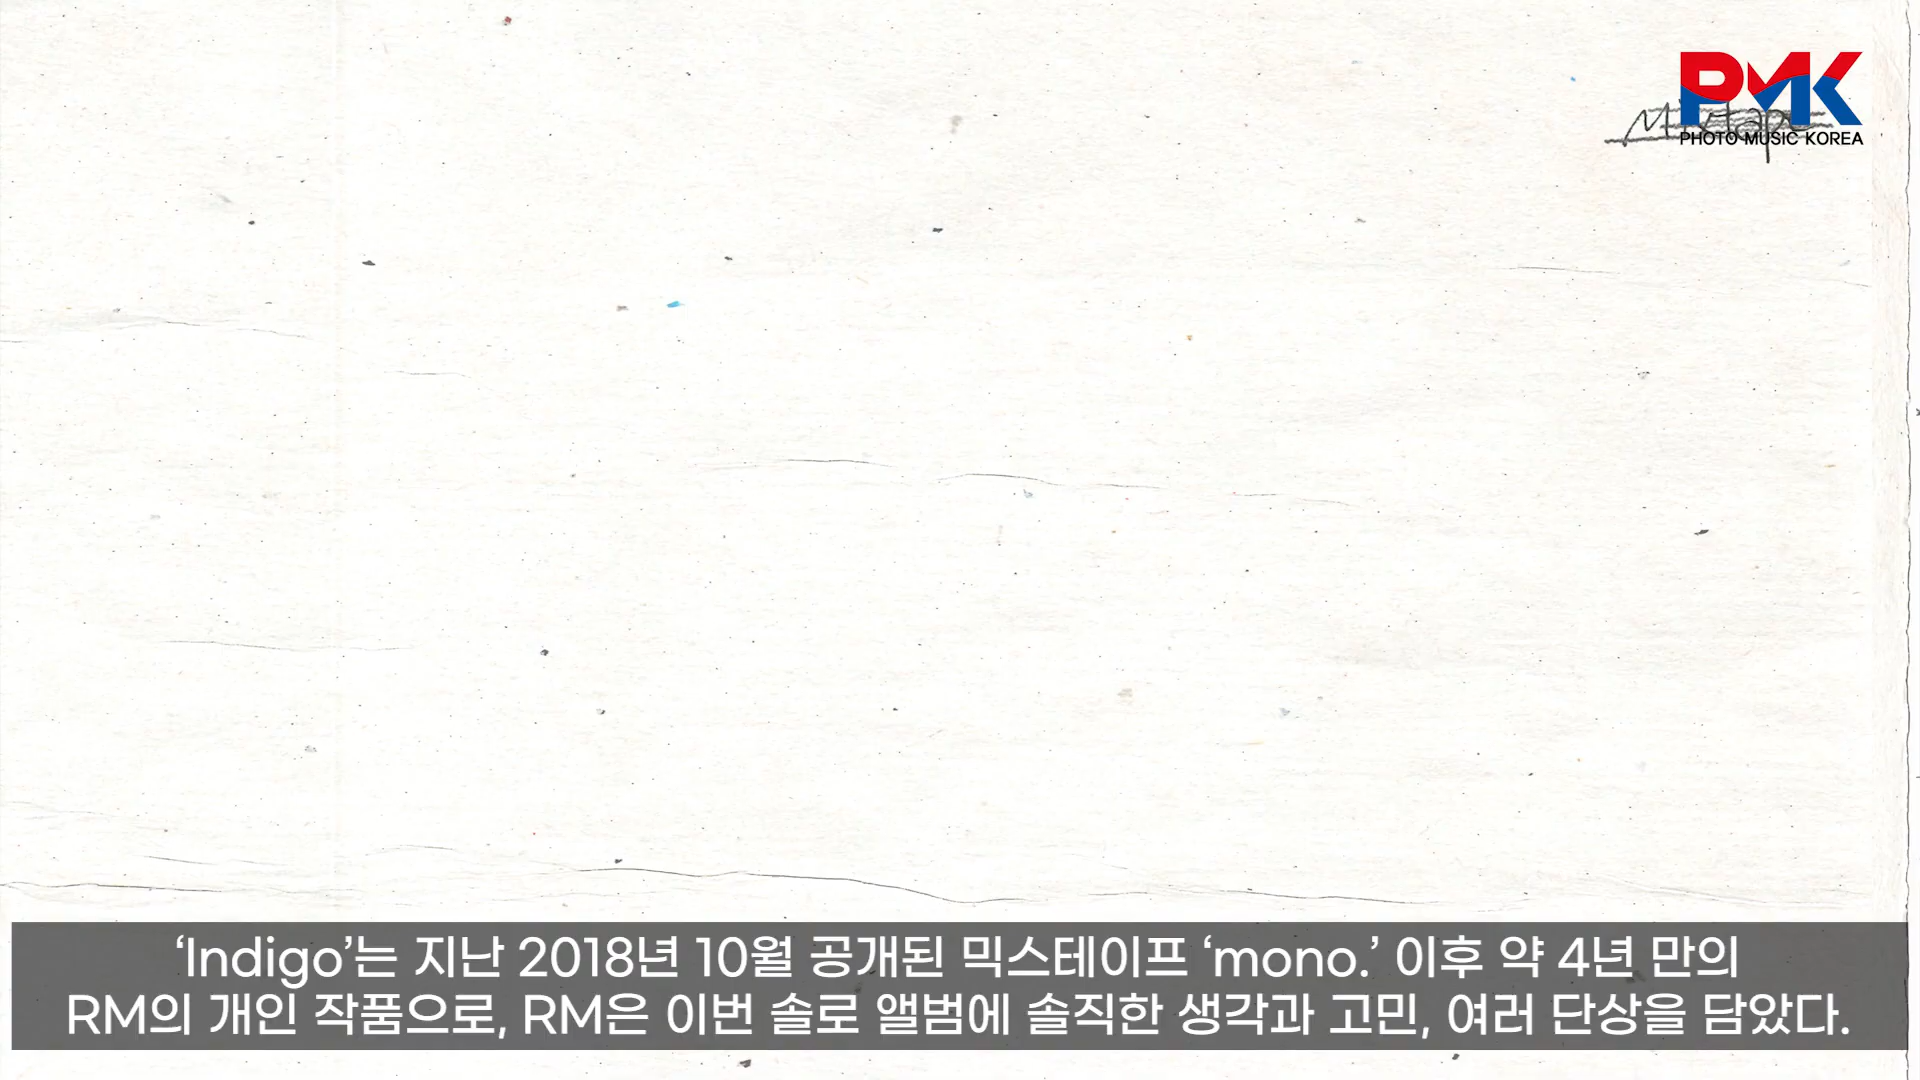 PMK
Mixtape
PHOTO MUSIC KOREA
‘Indigo’는 지난 2018년 10월 공개된 믹스테이프 ‘mono.’ 이후 약 4년 만의
RM의 개인 작품으로, RM은 이번 솔로 앨범에 솔직한 생각과 고민, 여러 단상을 담았다.